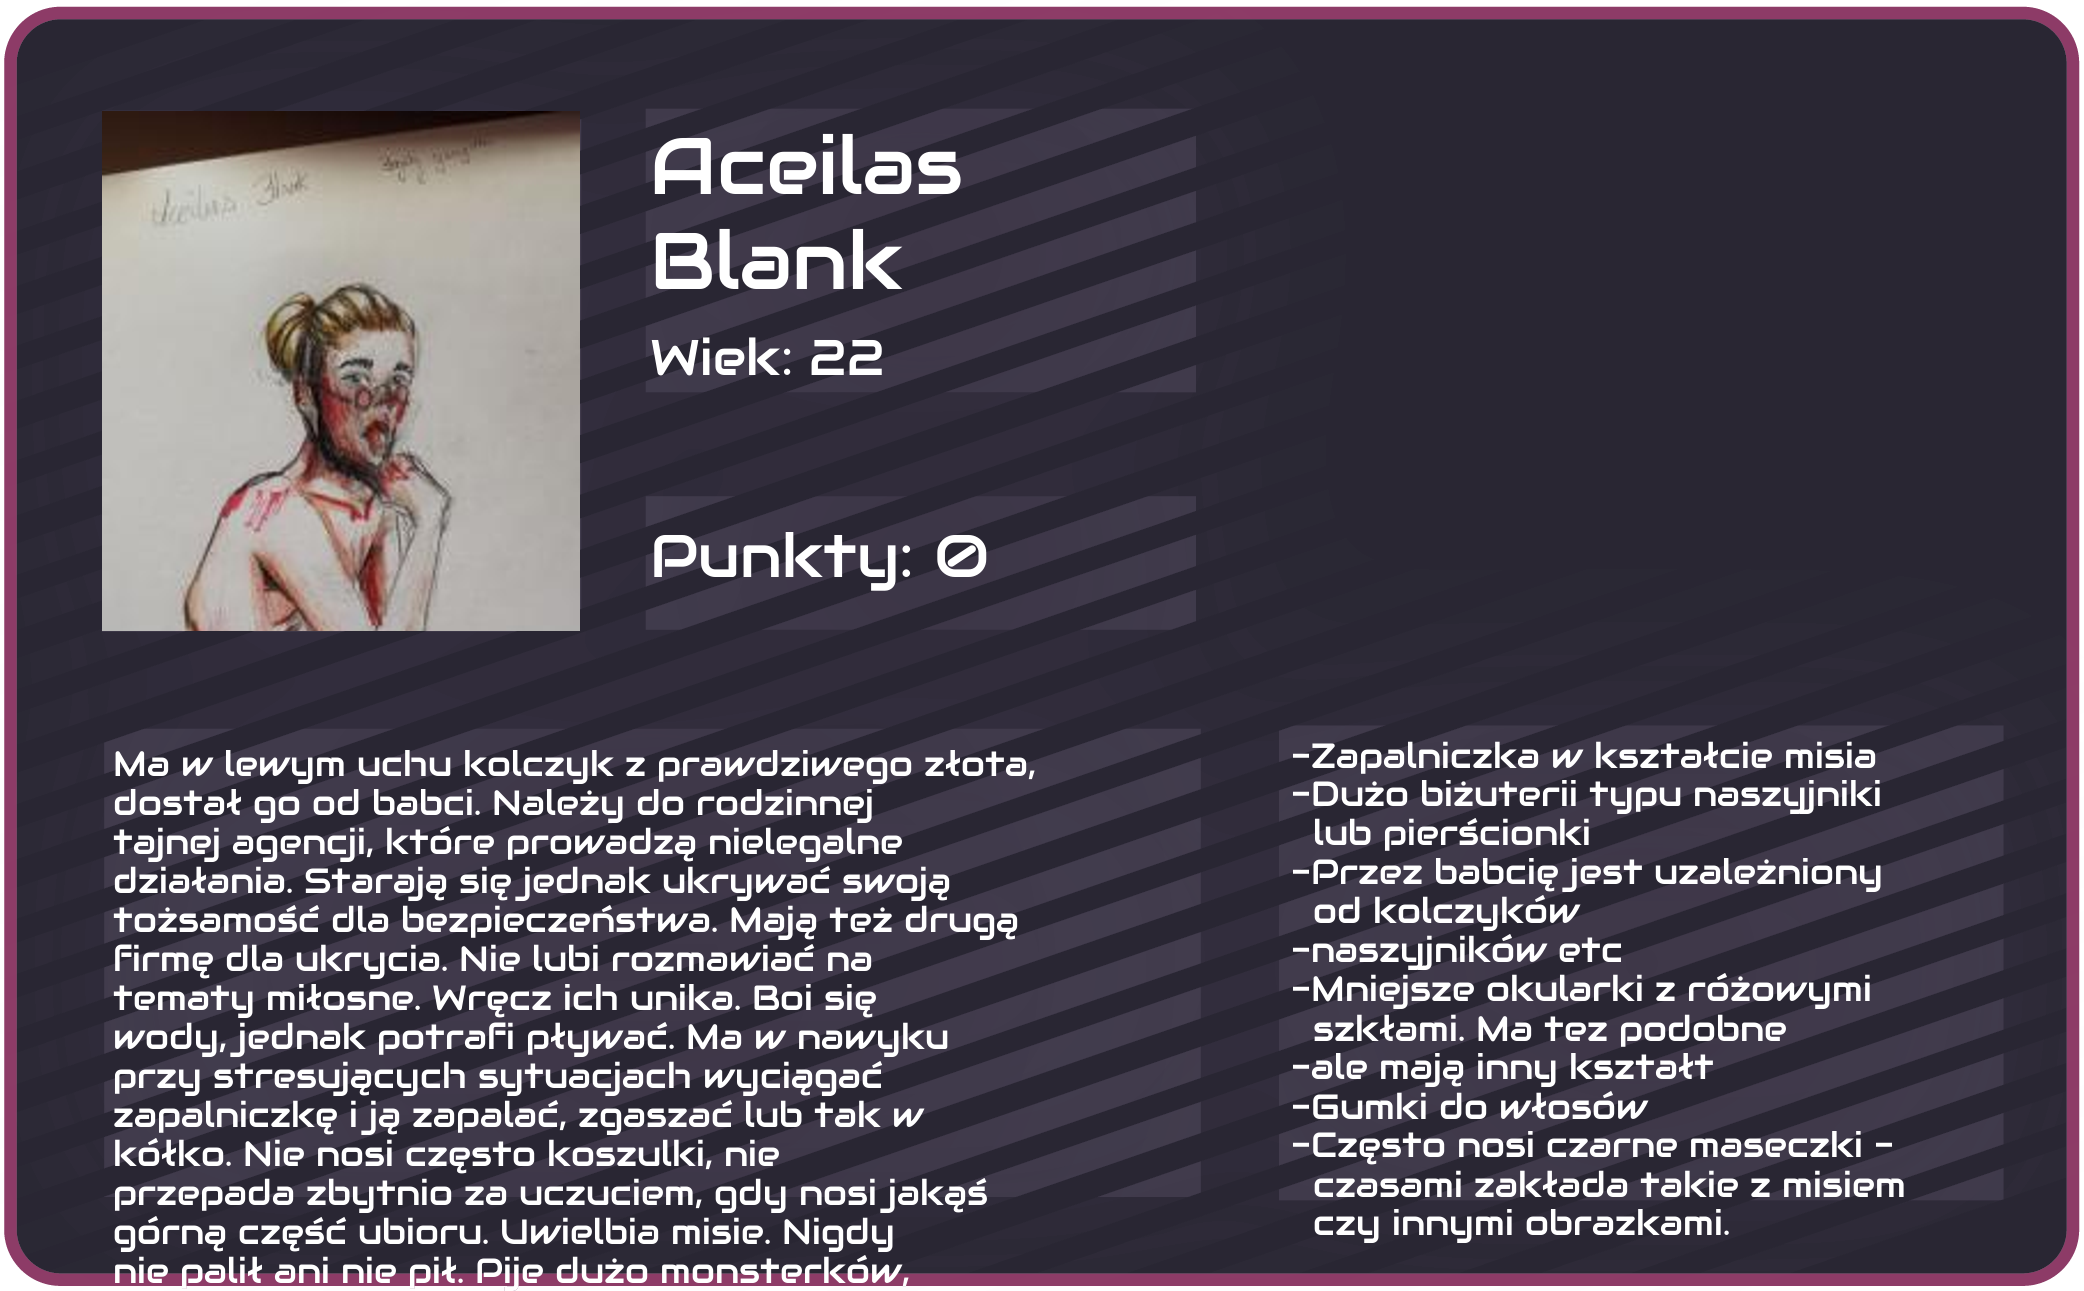 Aceilas Blank
Aceilas
Blank
Wiek: 22
Punkty: 0
Ma w lewym uchu kolczyk z prawdziwego złota,
dostał go od babci. Należy do rodzinnej
tajnej agencji, które prowadzą nielegalne
działania. Starają się jednak ukrywać swoją
tożsamość dla bezpieczeństwa. Mają też drugą
firmę dla ukrycia. Nie lubi rozmawiać na
tematy miłosne. Wręcz ich unika. Boi się
wody, jednak potrafi pływać. Ma w nawyku
przy stresujących sytuacjach wyciągać
zapalniczkę i ją zapalać, zgaszać lub tak w
kółko. Nie nosi często koszulki, nie
przepada zbytnio za uczuciem, gdy nosi jakąś
górną część ubioru. Uwielbia misie. Nigdy
nie palił ani nie pił. Pije dużo monsterków,
-Zapalniczka w kształcie misia
-Dużo biżuterii typu naszyjniki
lub pierścionki
-Przez babcię jest uzależniony
od kolczyków
-naszyjników etc
-Mniejsze okularki z różowymi
szkłami. Ma tez podobne
-ale mają inny kształt
-Gumki do włosów
-Często nosi czarne maseczki -
czasami zakłada takie z misiem
czy innymi obrazkami.